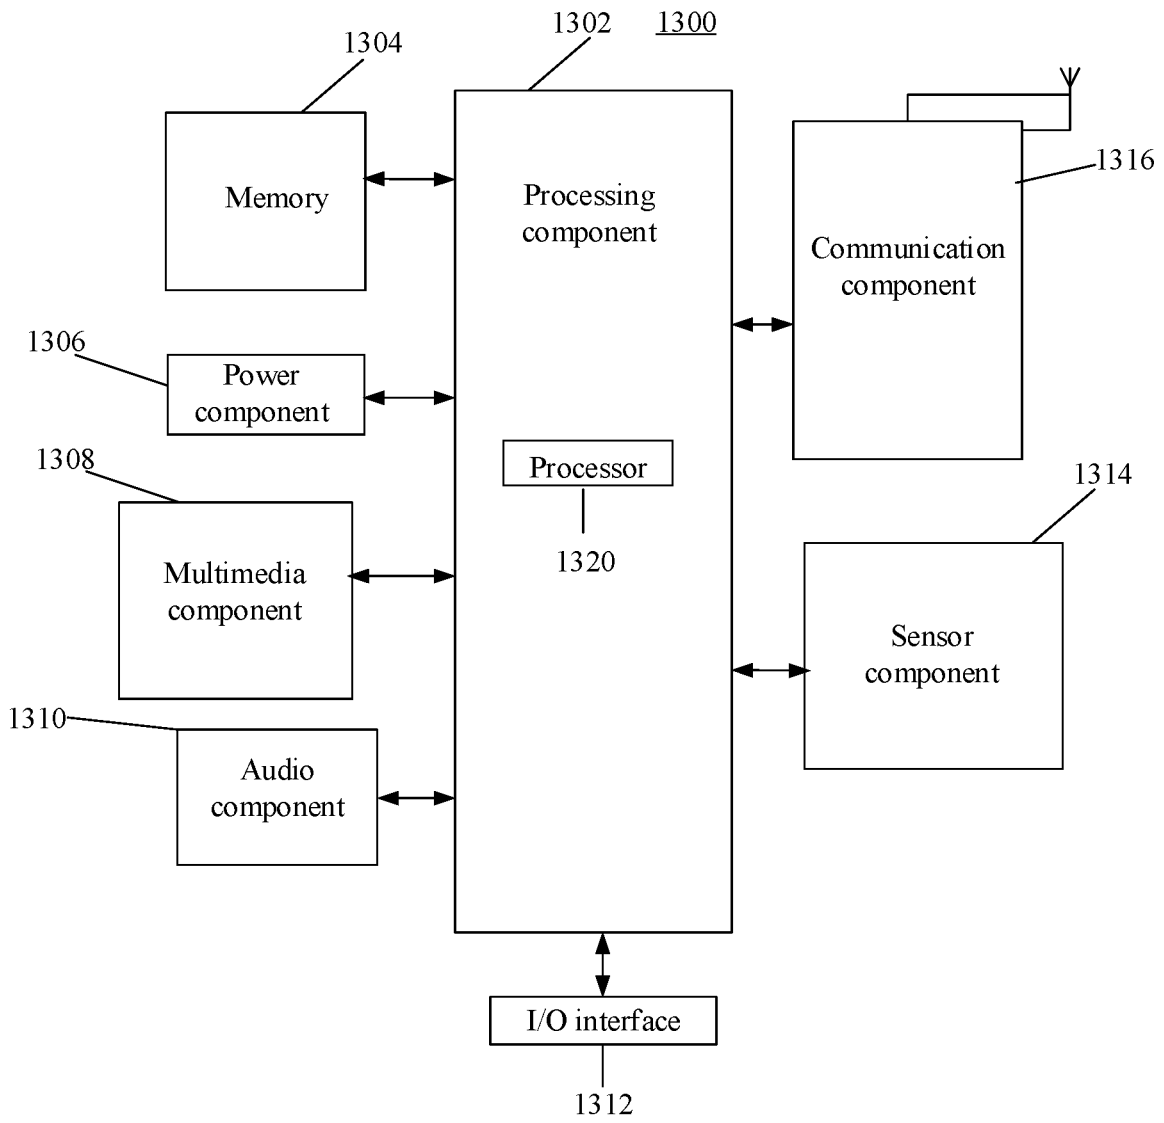 1302
1300
1304
1316
Memory
Processing
component
Communication
component
1306
Power
component
1308
Processor
1314
1320
Multimedia
component
Sensor
component
1310
Audio
component
I/O interface
1312